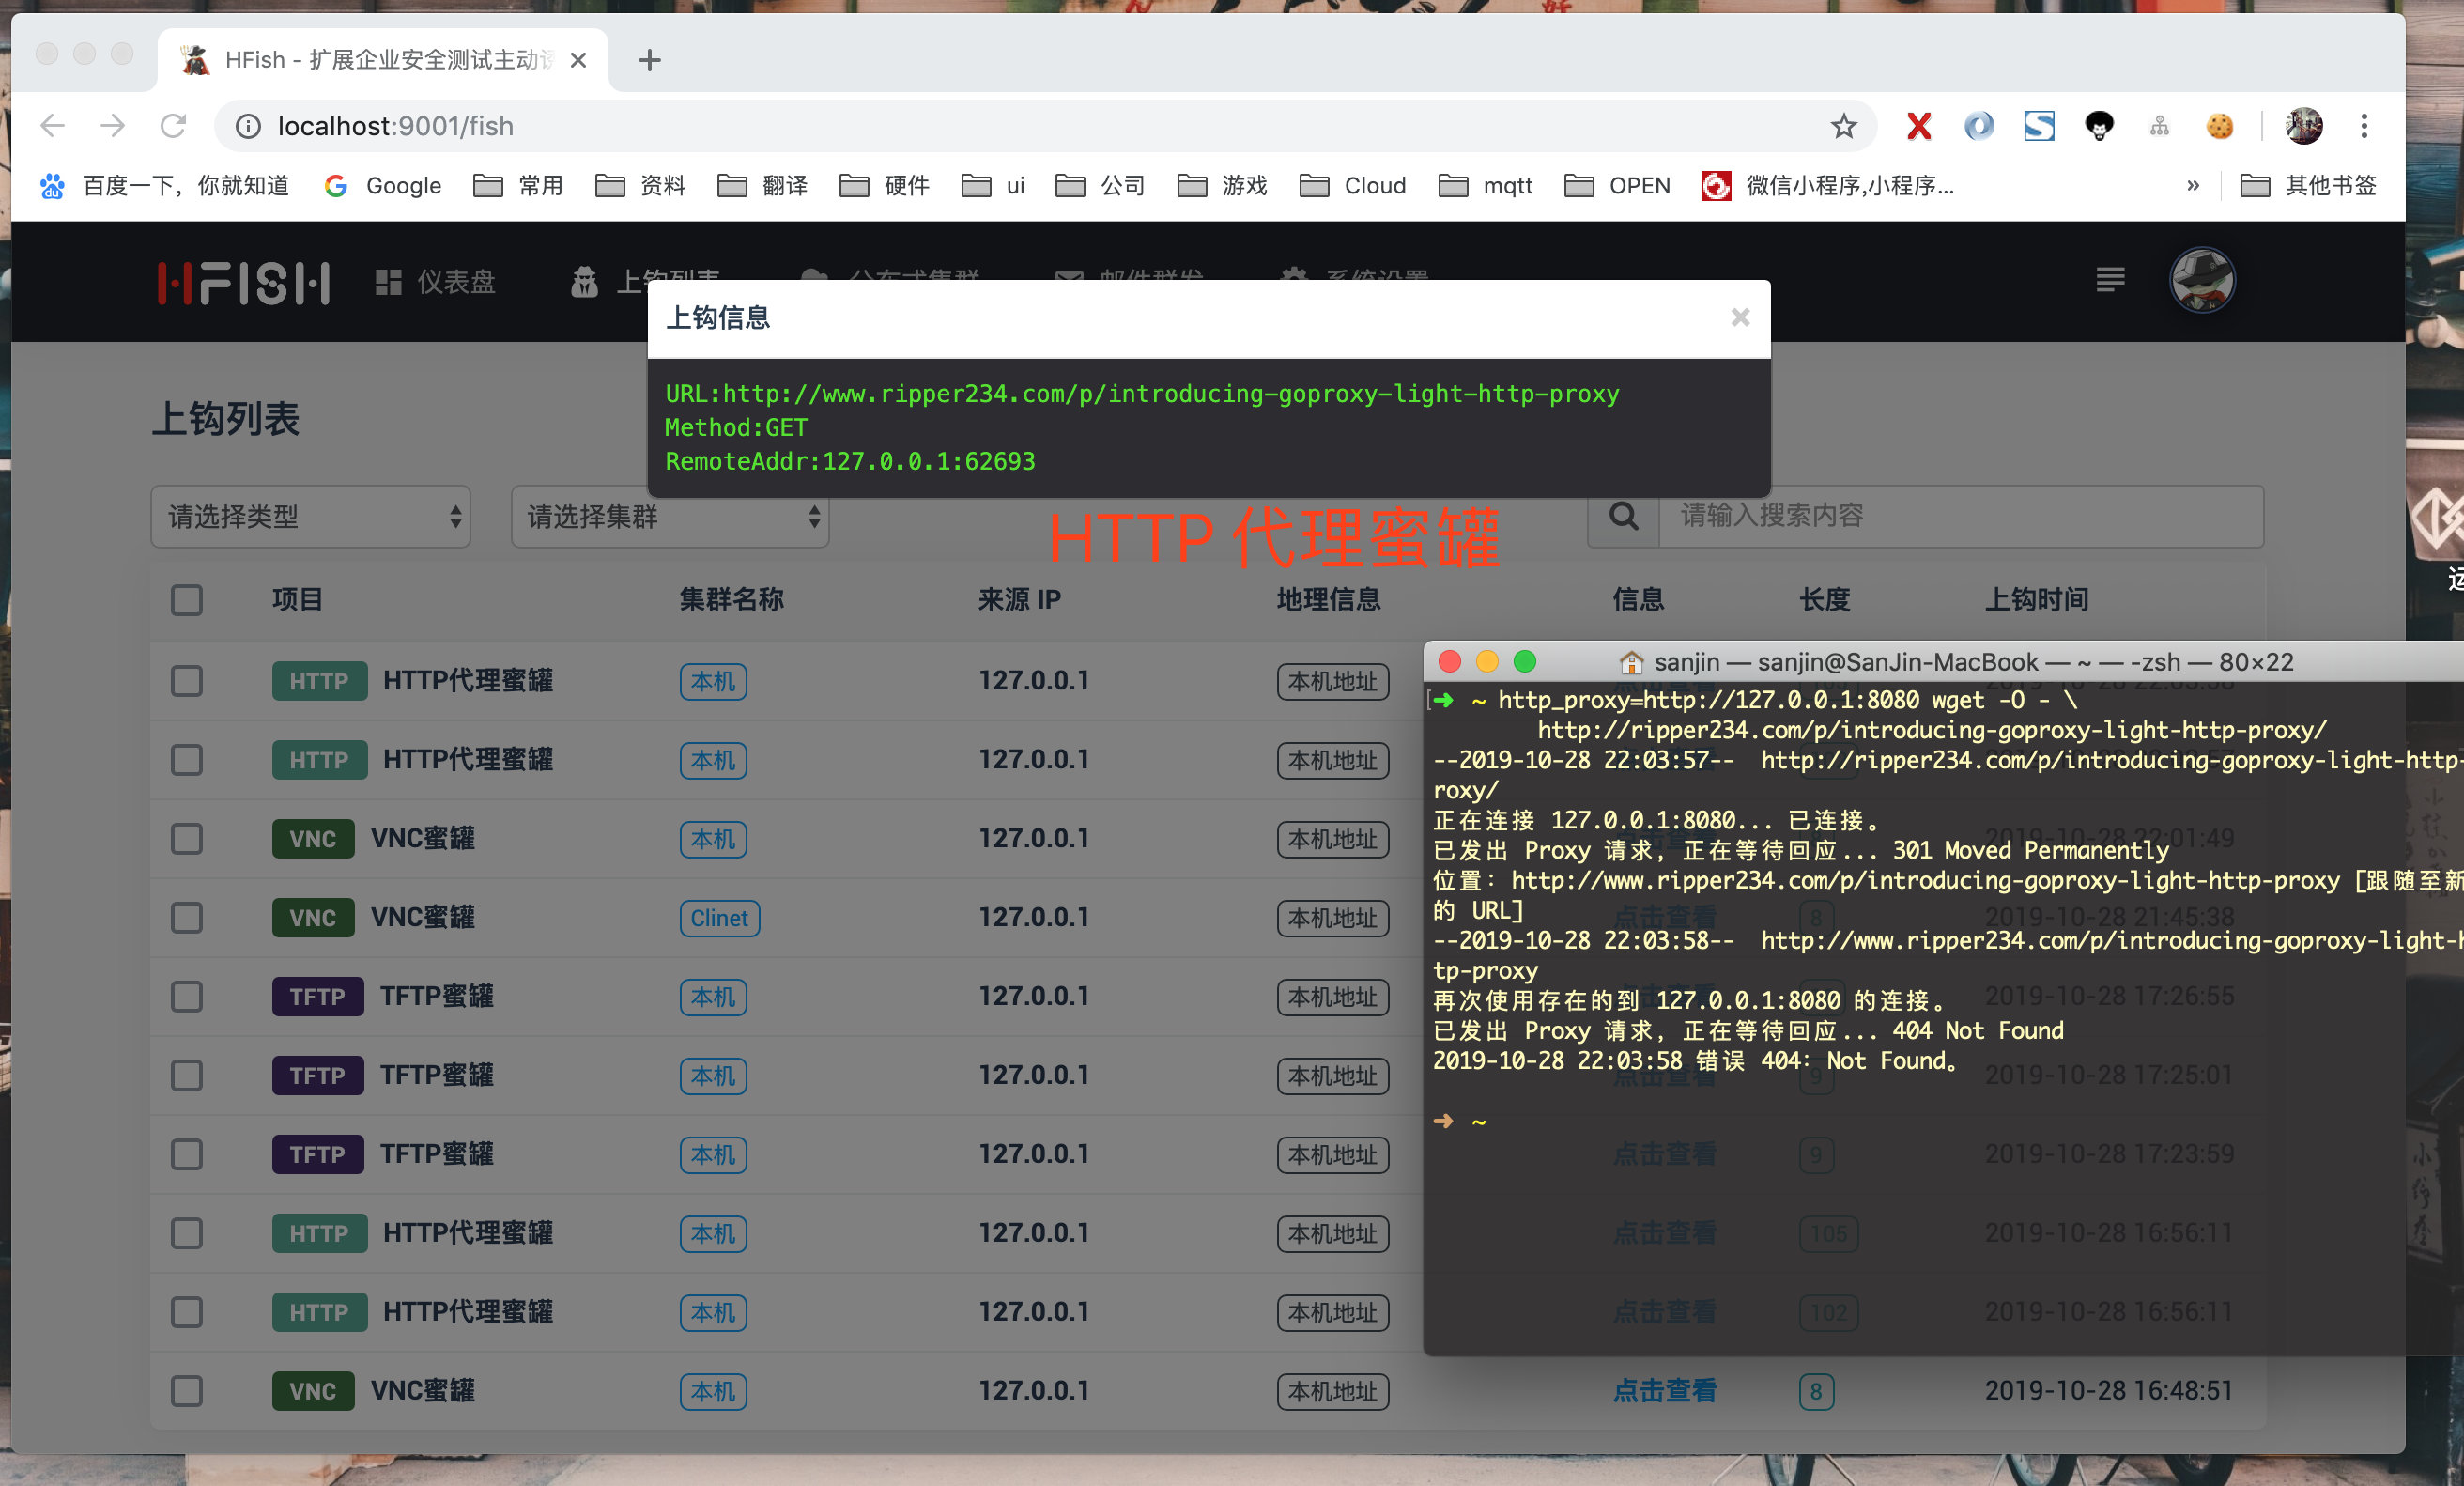 HFish - 扩展企业安全测试主动
localhost:9001/fish
百度一下，你就知道 Google 常用 资料 翻译 硬件 ui 公司 游戏 Cloud mqtt OPEN 微信小程序,小程序... » 其他书签
HFISH 仪表盘 上钩列表 分布式集群 邮件群发 系统设置
上钩信息 ×
URL:http://www.ripper234.com/p/introducing-goproxy-light-http-proxy
Method:GET
RemoteAddr:127.0.0.1:62693
上钩列表
请选择类型 请选择集群 请输入搜索内容
HTTP 代理蜜罐
项目 集群名称 来源 IP 地理信息 信息 长度 上钩时间
HTTP HTTP代理蜜罐 本机 127.0.0.1 本机地址
HTTP HTTP代理蜜罐 本机 127.0.0.1 本机地址
VNC VNC蜜罐 本机 127.0.0.1 本机地址 2019-10-28 22:01:49
VNC VNC蜜罐 Clinet 127.0.0.1 本机地址 点击查看 8 2019-10-28 21:45:38
TFTP TFTP蜜罐 本机 127.0.0.1 本机地址 2019-10-28 17:26:55
TFTP TFTP蜜罐 本机 127.0.0.1 本机地址 点击查看 9 2019-10-28 17:25:01
TFTP TFTP蜜罐 本机 127.0.0.1 本机地址 点击查看 9 2019-10-28 17:23:59
HTTP HTTP代理蜜罐 本机 127.0.0.1 本机地址 点击查看 105 2019-10-28 16:56:11
HTTP HTTP代理蜜罐 本机 127.0.0.1 本机地址 点击查看 102 2019-10-28 16:56:11
VNC VNC蜜罐 本机 127.0.0.1 本机地址 点击查看 8 2019-10-28 16:48:51
sanjin — sanjin@SanJin-MacBook — ~ — -zsh — 80×22
➜ ~ http_proxy=http://127.0.0.1:8080 wget -O - \
http://ripper234.com/p/introducing-goproxy-light-http-proxy/
--2019-10-28 22:03:57-- http://ripper234.com/p/introducing-goproxy-light-http-
roxy/
正在连接 127.0.0.1:8080... 已连接。
已发出 Proxy 请求，正在等待回应... 301 Moved Permanently
位置：http://www.ripper234.com/p/introducing-goproxy-light-http-proxy [跟随至新
的 URL]
--2019-10-28 22:03:58-- http://www.ripper234.com/p/introducing-goproxy-light-h
tp-proxy
再次使用存在的到 127.0.0.1:8080 的连接。
已发出 Proxy 请求，正在等待回应... 404 Not Found
2019-10-28 22:03:58 错误 404：Not Found。
➜ ~